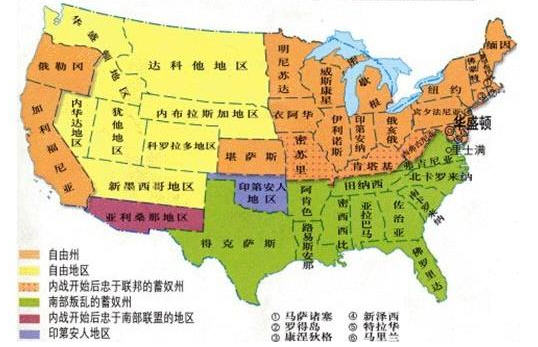 华盛顿地区
俄勒冈
加利福尼亚
内华达地区
犹他地区
达科他地区
内布拉斯加地区
科罗拉多地区
新墨西哥地区
亚利桑那地区
明尼苏达
衣阿华
堪萨斯
密苏里
印第安人
地区
得克萨斯
阿肯色
路易斯安那
威斯康星
密歇根
伊利诺斯
印第安纳
俄亥俄
肯塔基
田纳西
密西西比
亚拉巴马
佐治亚
佛罗里达
北卡罗来纳
南卡罗来纳
弗吉尼亚
宾夕法尼亚
纽约
缅因
华盛顿
里士满
自由州
自由地区
内战开始后忠于联邦的蓄奴州
南部叛乱的蓄奴州
内战开始后忠于南部联盟的地区
印第安人地区
① 马萨诸塞 ④ 新泽西
② 罗得岛 ⑤ 特拉华
③ 康涅狄格 ⑥ 马里兰